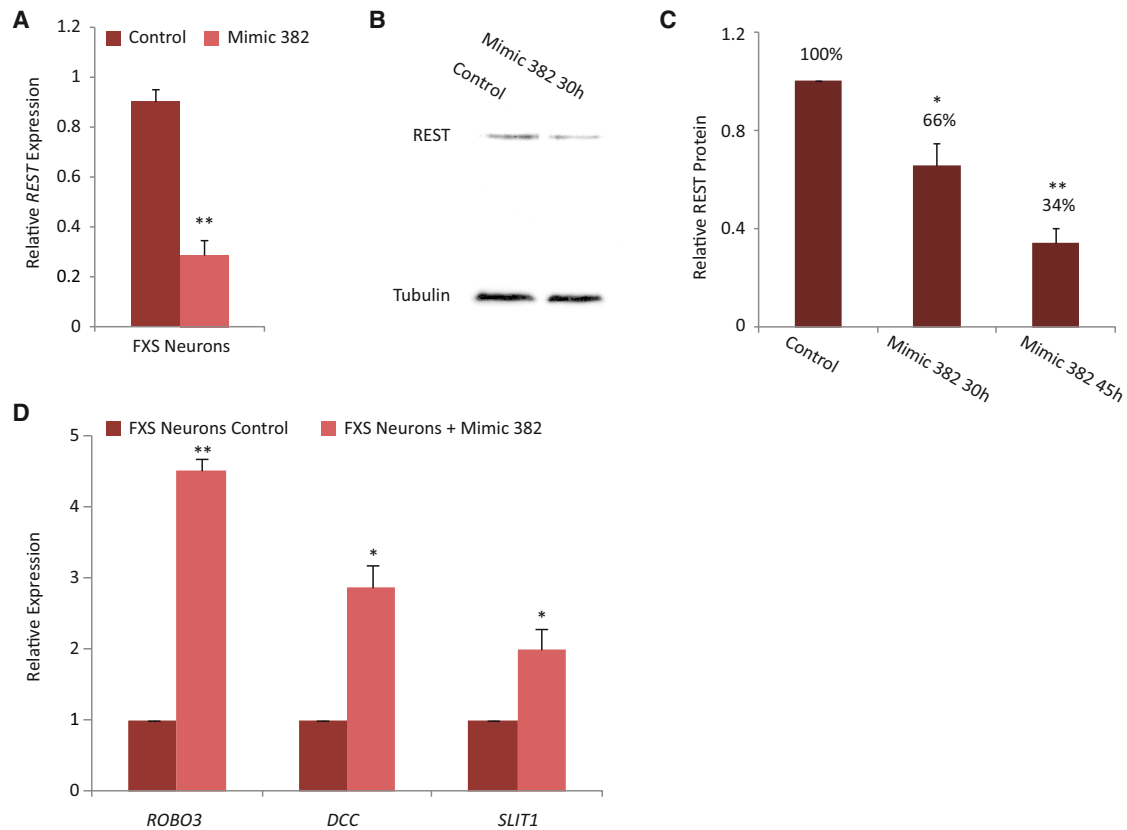 A
1.2
1
0.8
0.6
0.4
0.2
0
Relative REST Expression
Control Mimic 382
**
FXS Neurons
B
Control
Mimic 382 30h
REST
Tubulin
C
1.2
0.8
0.4
0
Relative REST Protein
100%
*
66%
**
34%
Control
Mimic 382 30h
Mimic 382 45h
D
FXS Neurons Control FXS Neurons + Mimic 382
5
4
3
2
1
0
Relative Expression
**
*
*
ROBO3 DCC SLIT1